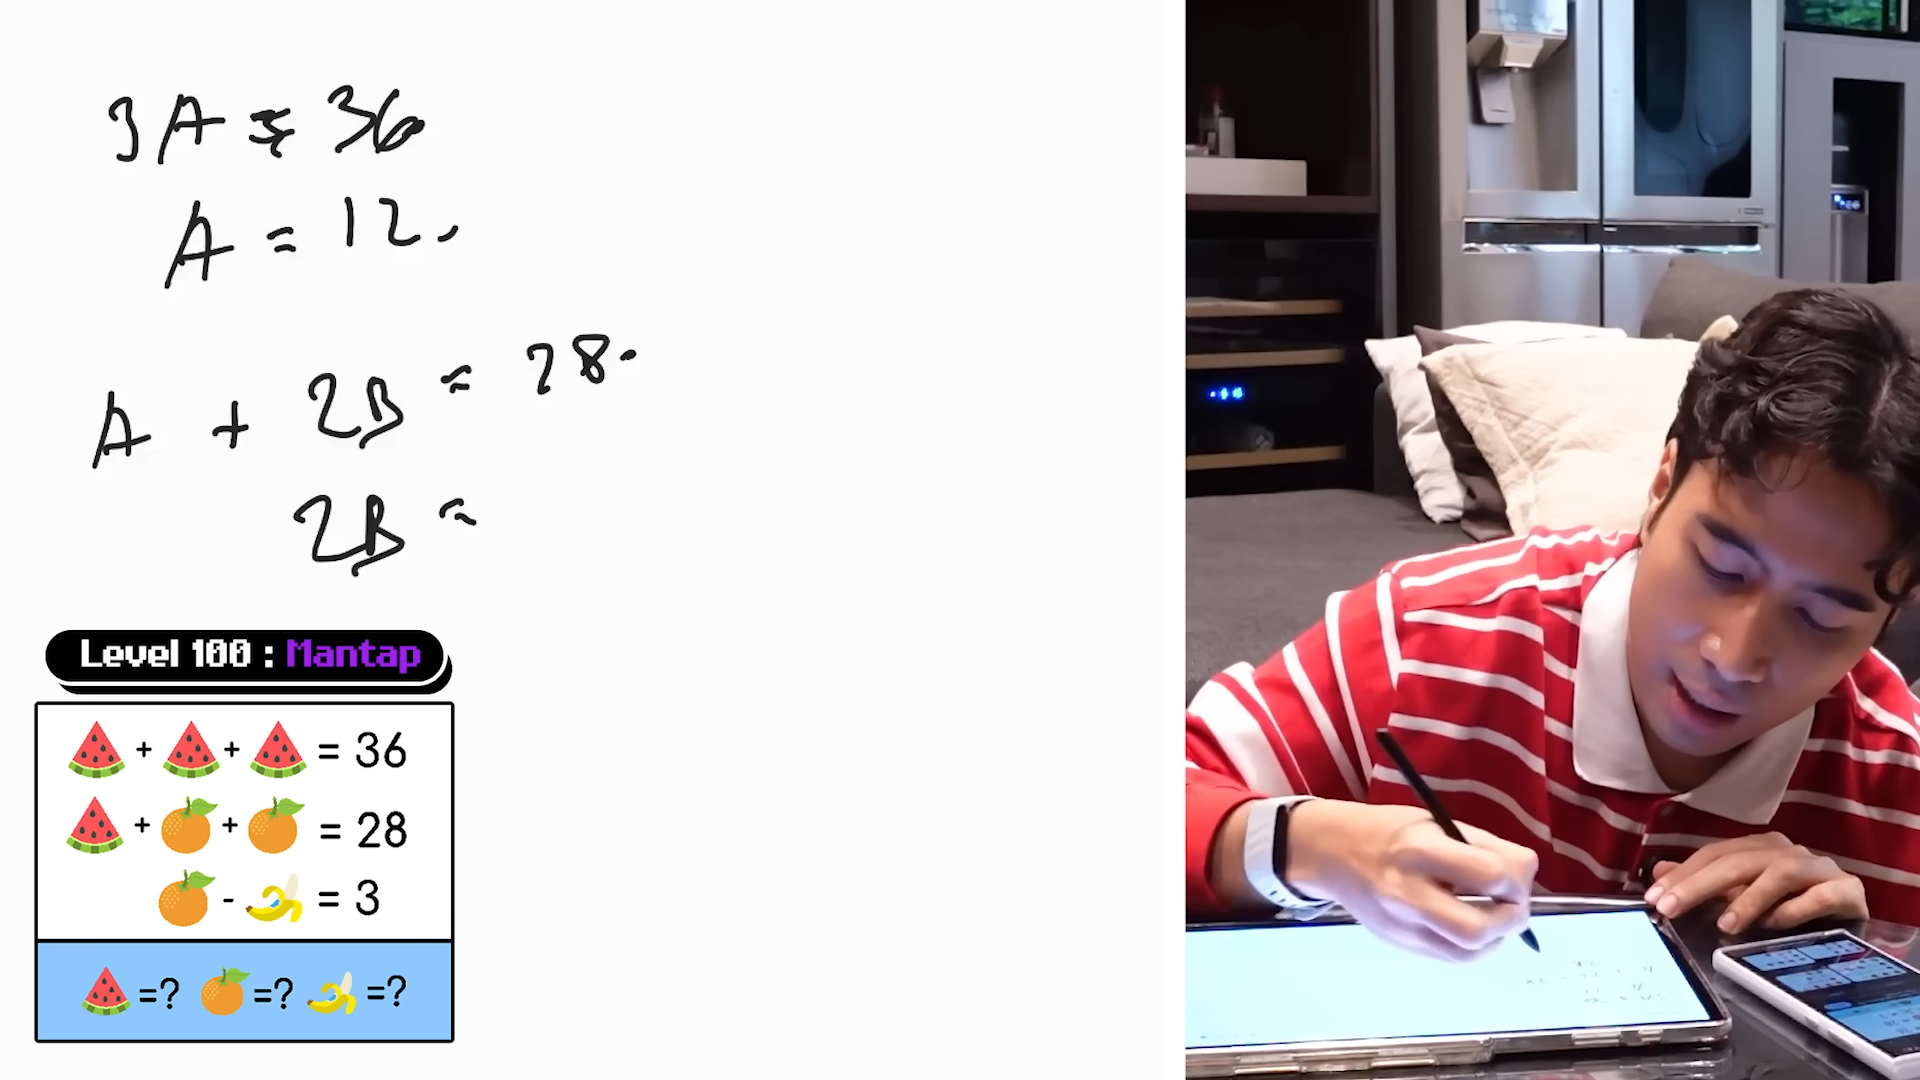 3A = 36
A = 12,
A + 2B = 28.
2B =
Level 100 : Mantap
+ + = 36
+ + = 28
- = 3
=? =? =?